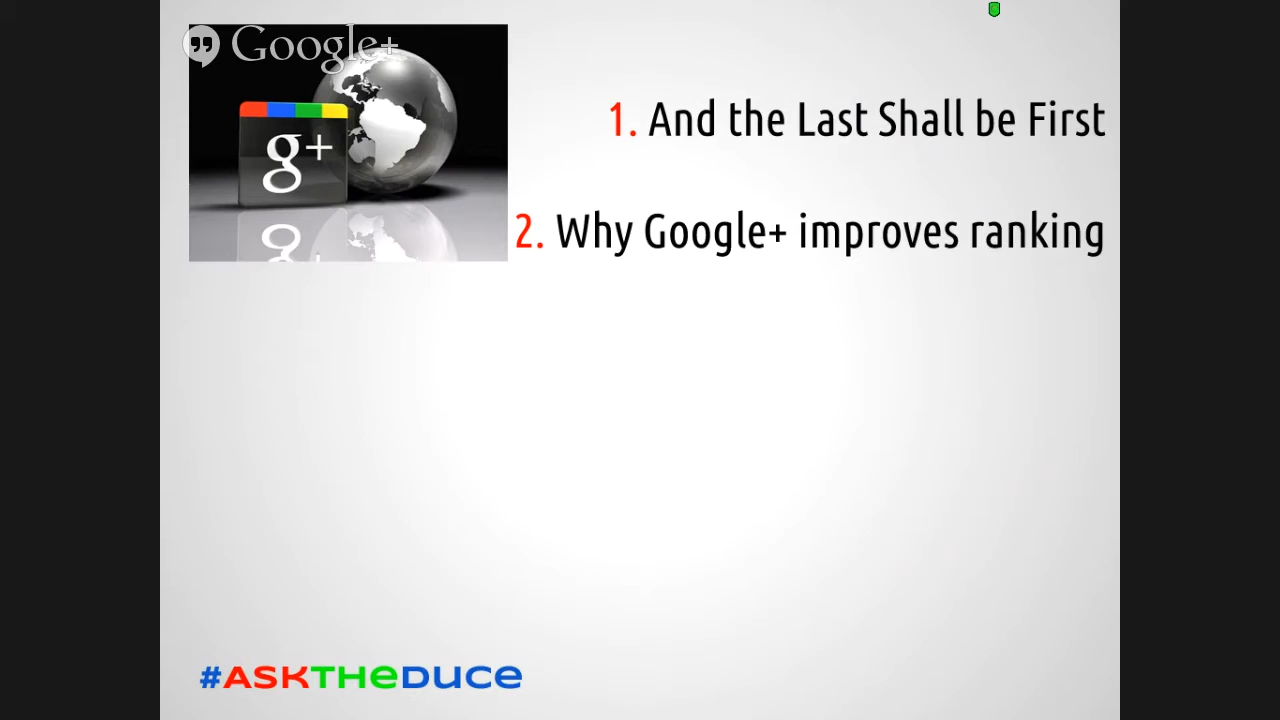 Google+
g+
1. And the Last Shall be First
2. Why Google+ improves ranking
#ASKTHEDUCE